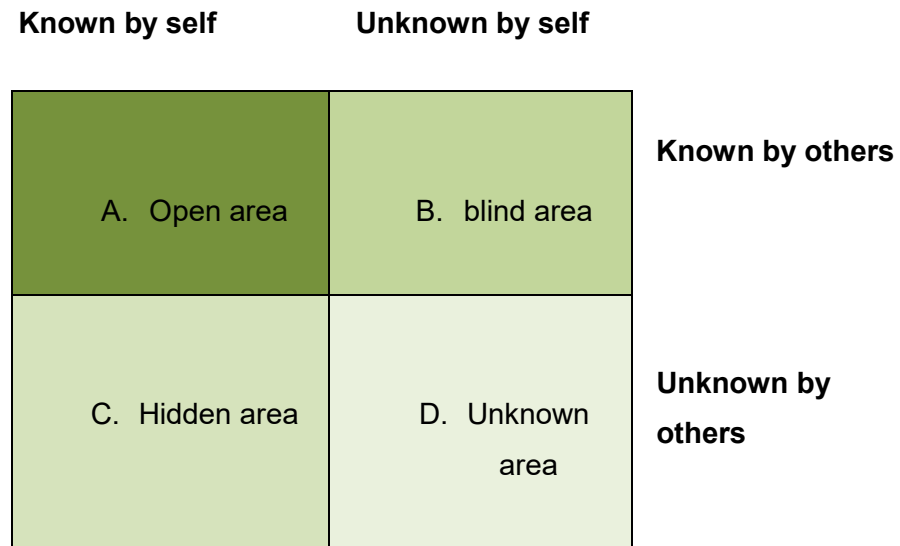 Known by self Unknown by self
Known by others
A. Open area B. blind area
Unknown by
others
C. Hidden area D. Unknown
area